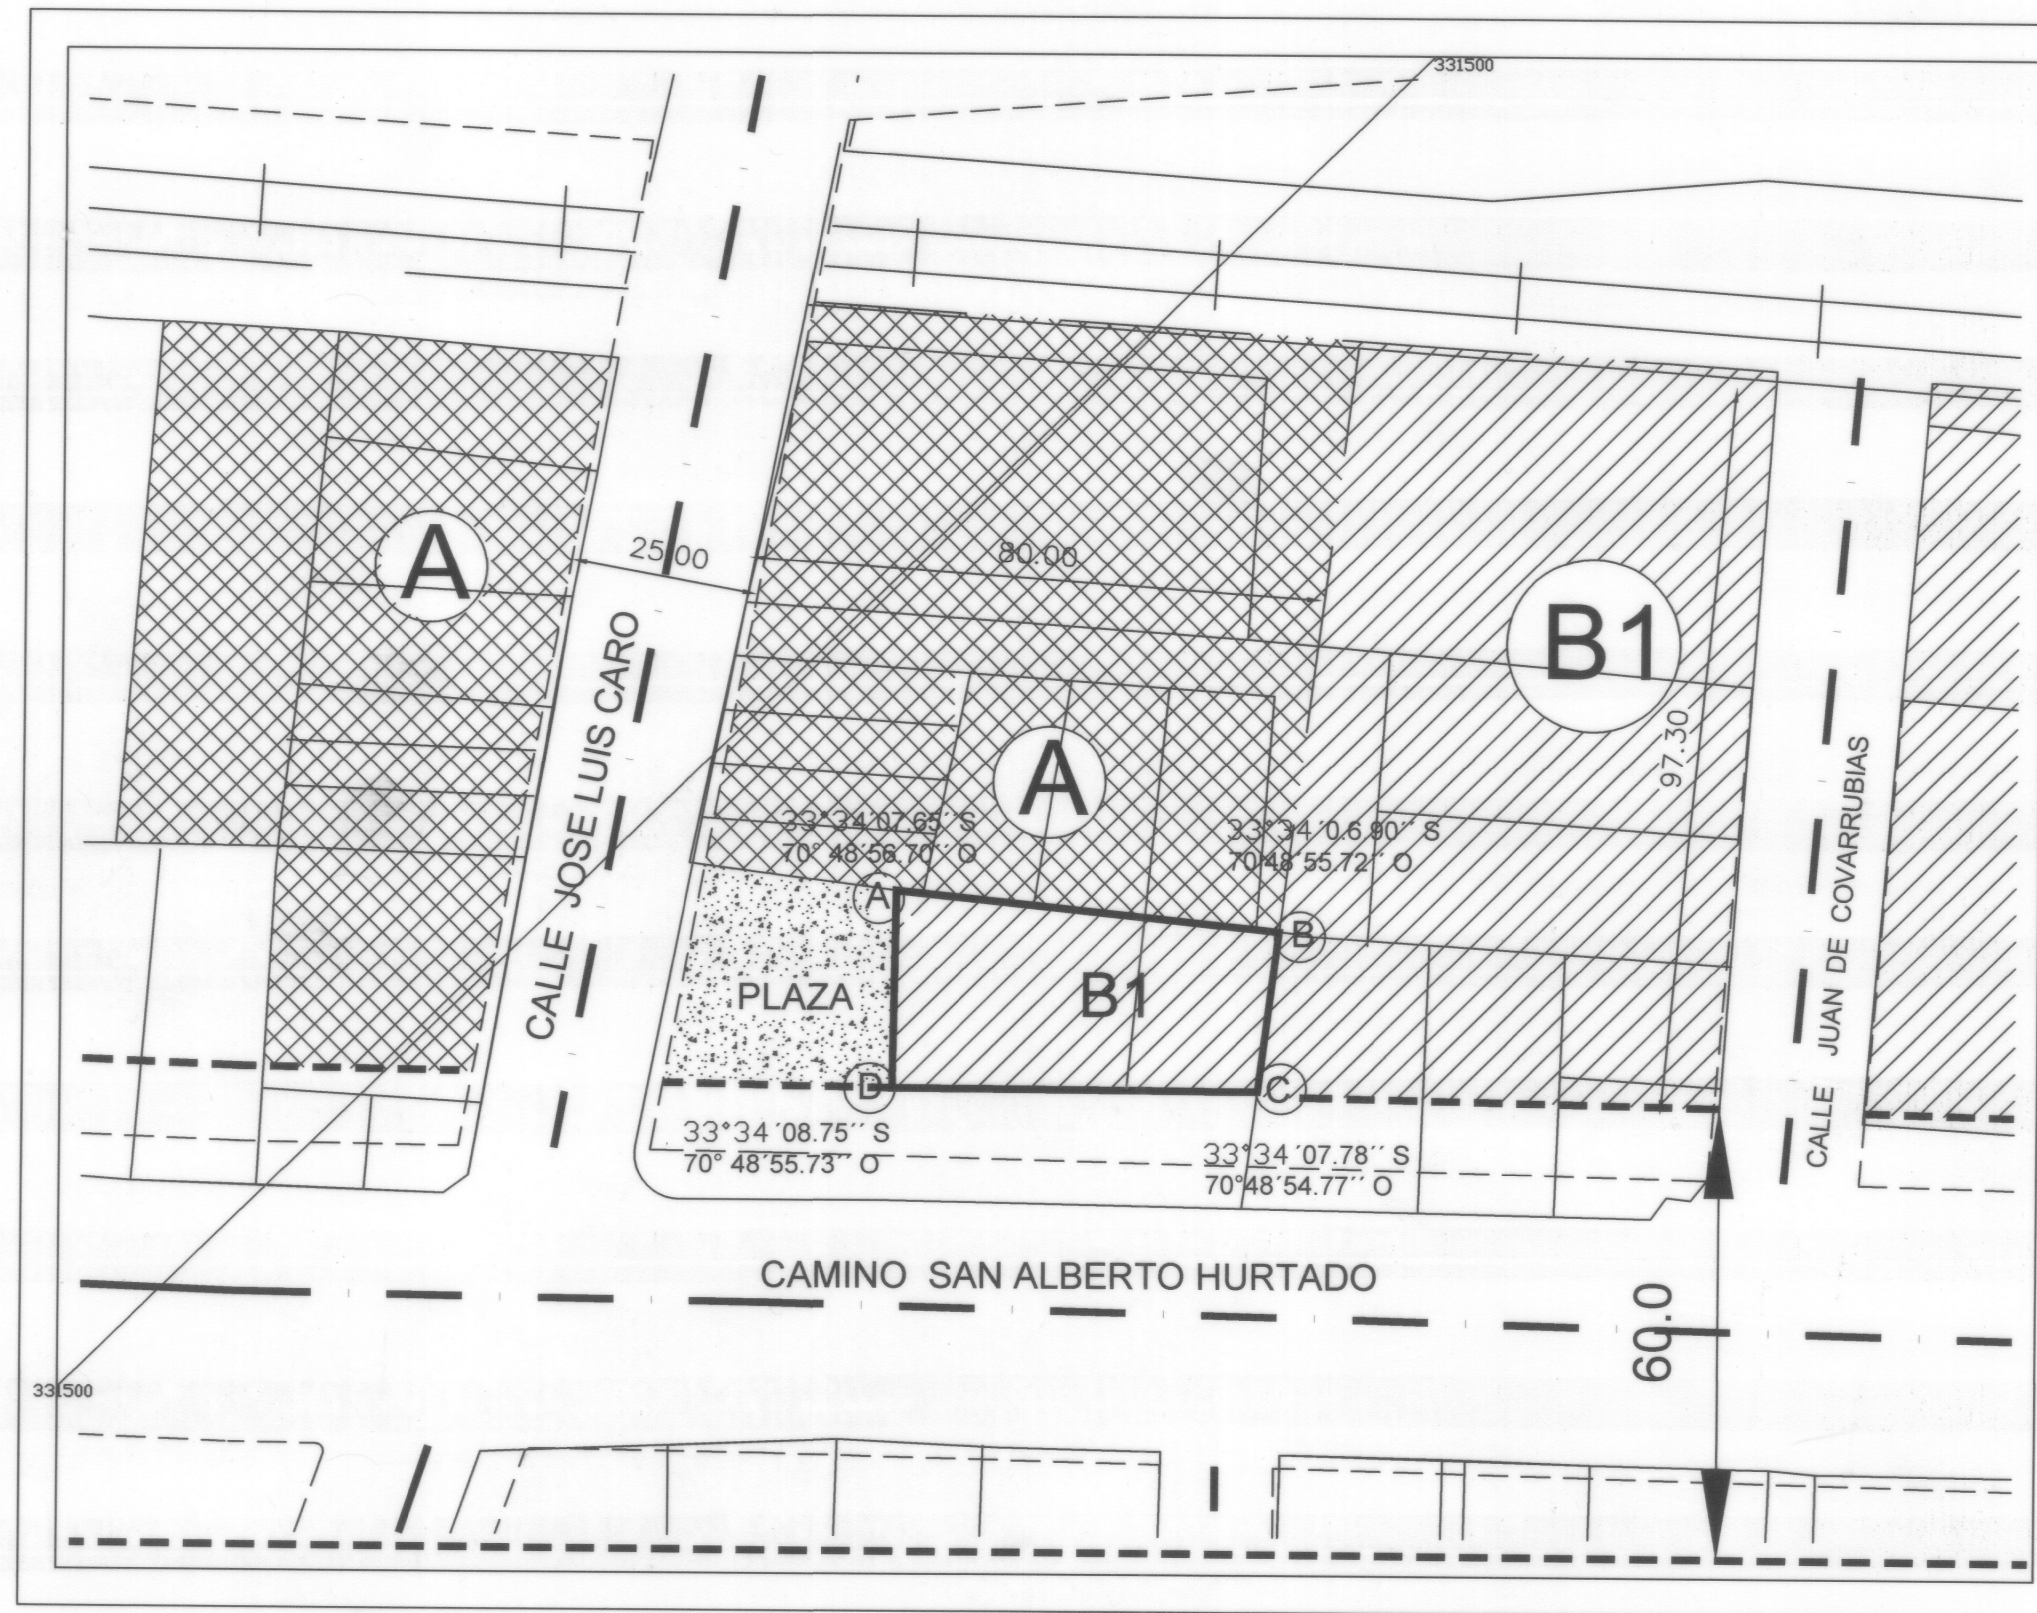 331500
A
25.00
80.00
B1
97.30
CALLE JOSE LUIS CARO
CALLE JUAN DE COVARRUBIAS
A
33°34´07.65´´ S
70° 48´56.70´´ O
33°34´0.6.90´´ S
70°48´55.72´´ O
A
B
PLAZA
B1
D
C
33°34´08.75´´ S
70° 48´55.73´´ O
33°34´07.78´´ S
70°48´54.77´´ O
CAMINO SAN ALBERTO HURTADO
60.0
331500